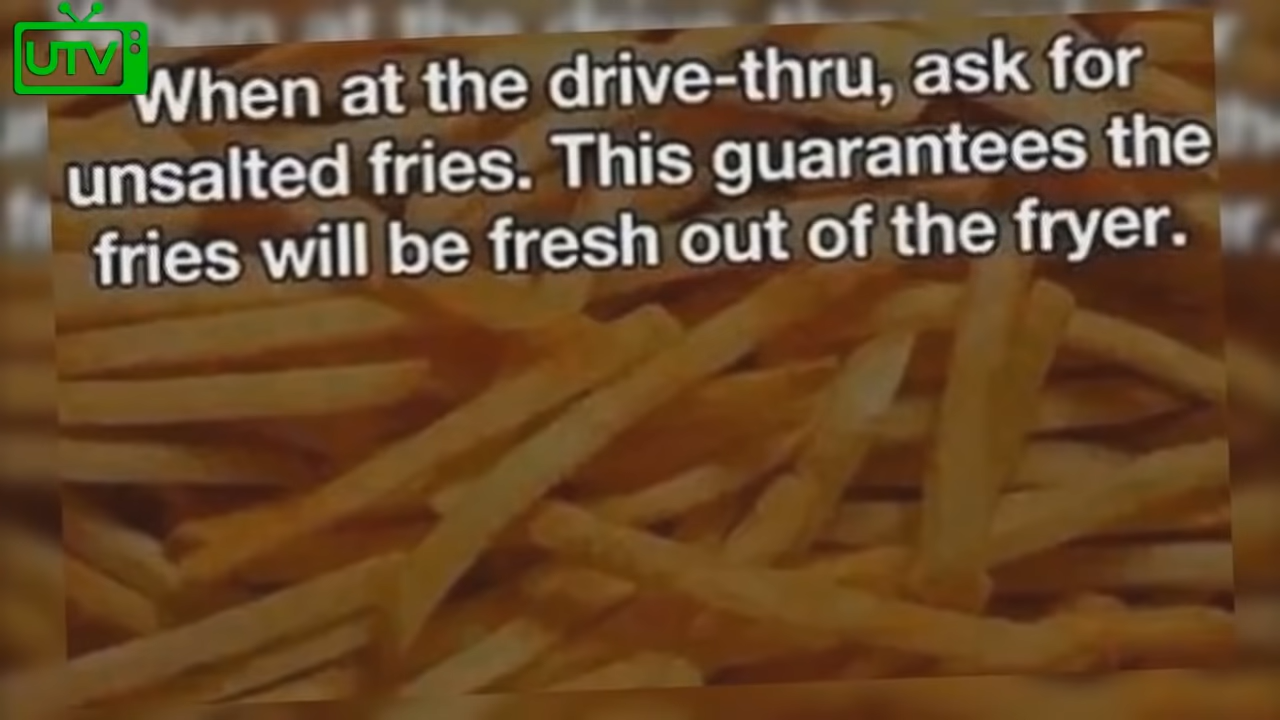 UTV
When at the drive-thru, ask for
unsalted fries. This guarantees the
fries will be fresh out of the fryer.